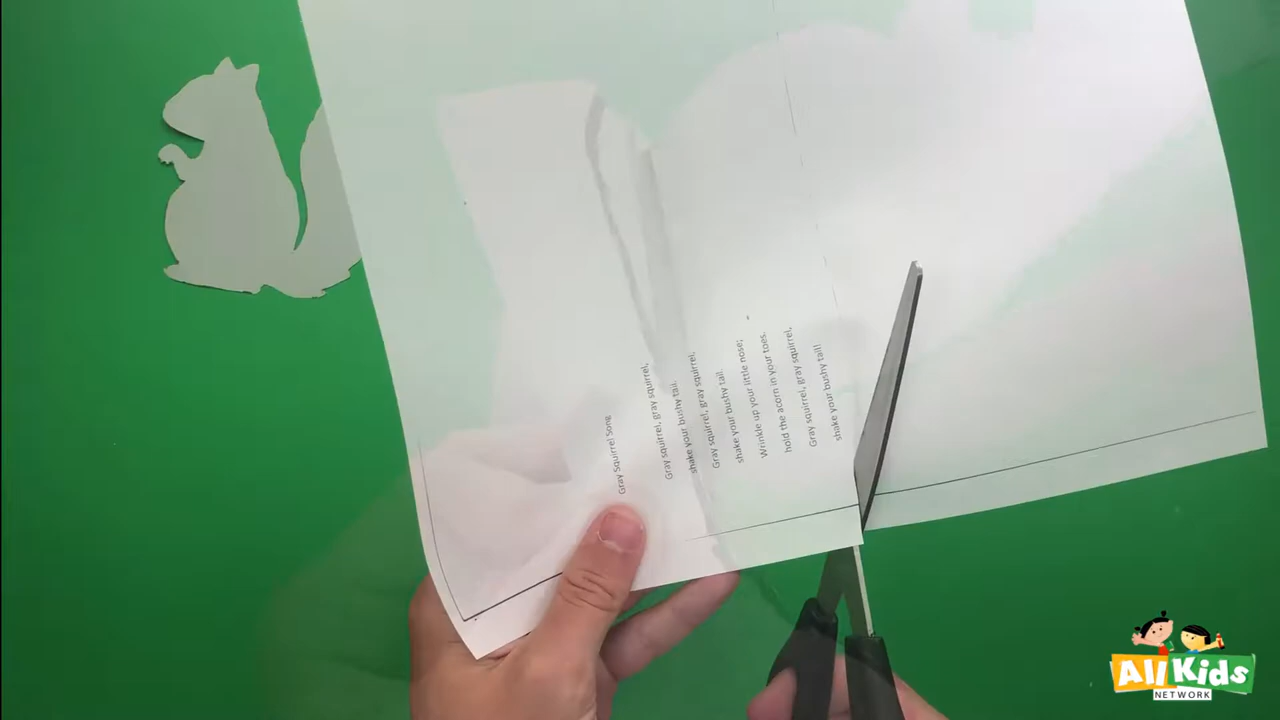 Gray Squirrel Song
Gray squirrel, gray squirrel,
shake your bushy tail.
Gray squirrel, gray squirrel,
shake your bushy tail.
Wrinkle up your little nose;
hold the acorn in your toes.
Gray squirrel, gray squirrel,
shake your bushy tail!
All Kids
NETWORK